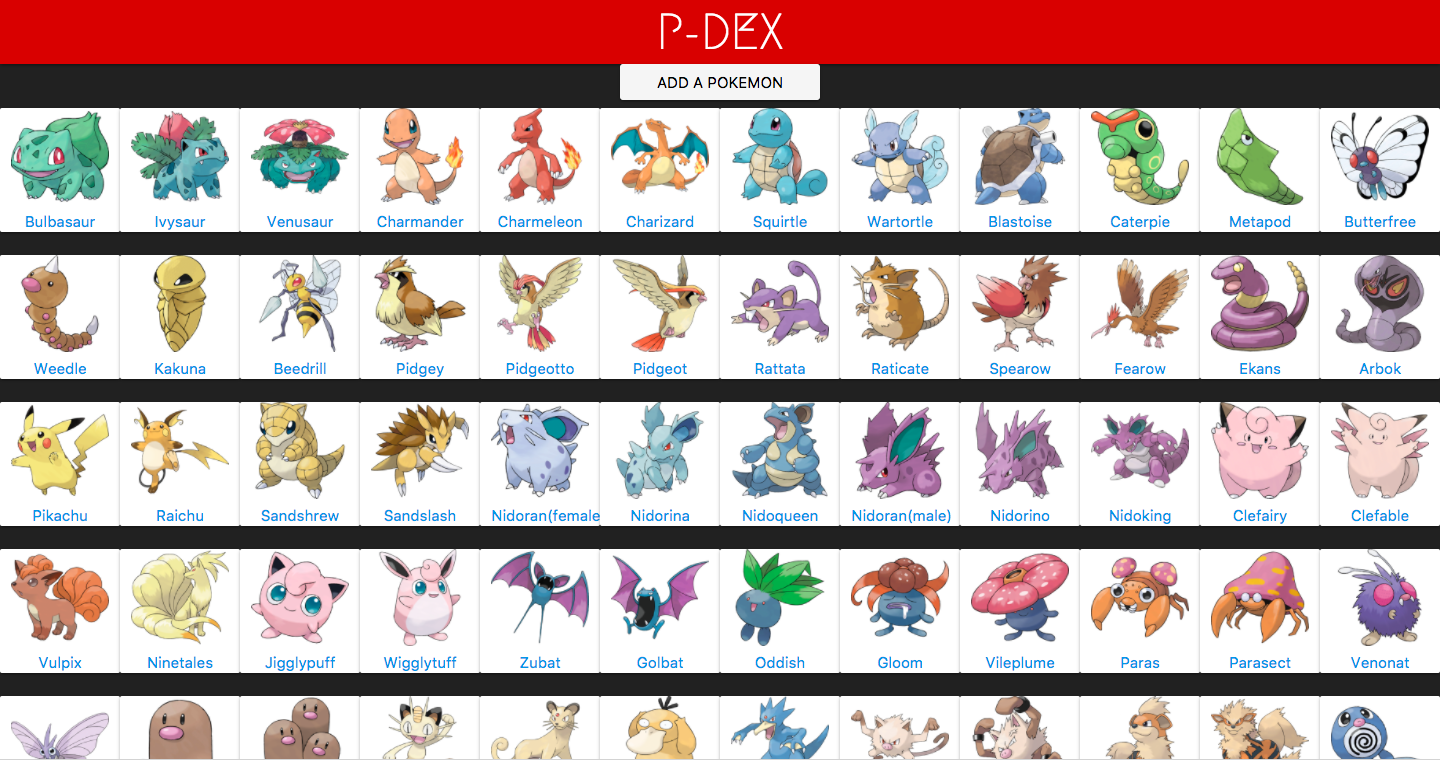 P-DEX
ADD A POKEMON
Bulbasaur Ivysaur Venusaur Charmander Charmeleon Charizard Squirtle Wartortle Blastoise Caterpie Metapod Butterfree
Weedle Kakuna Beedrill Pidgey Pidgeotto Pidgeot Rattata Raticate Spearow Fearow Ekans Arbok
Pikachu Raichu Sandshrew Sandslash Nidoran(female Nidorina Nidoqueen Nidoran(male) Nidorino Nidoking Clefairy Clefable
Vulpix Ninetales Jigglypuff Wigglytuff Zubat Golbat Oddish Gloom Vileplume Paras Parasect Venonat